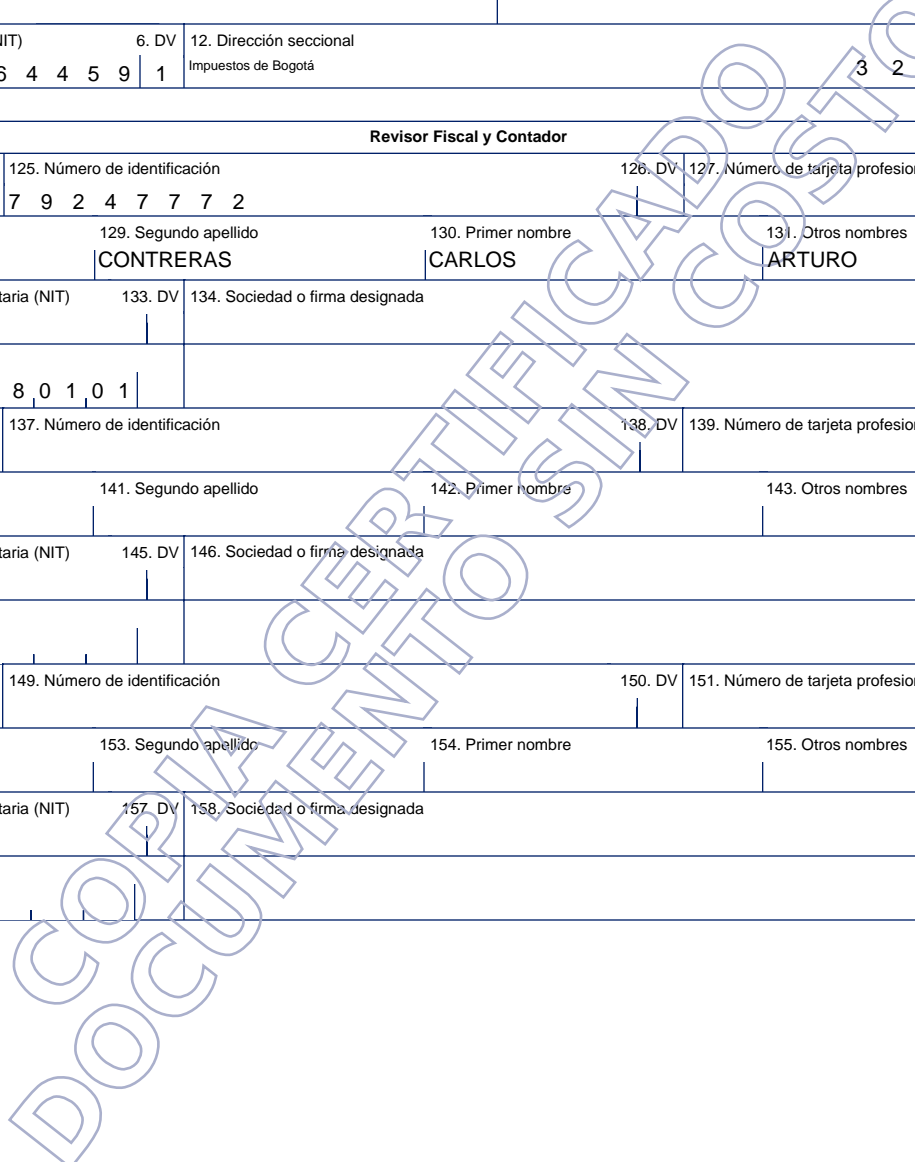 IIT) 6. DV 12. Dirección seccional
6 4 4 5 9 1 Impuestos de Bogotá 3 2
Revisor Fiscal y Contador
125. Número de identificación 126. DV 127. Número de tarjeta profesion
7 9 2 4 7 7 7 2
129. Segundo apellido 130. Primer nombre 131. Otros nombres
CONTRERAS CARLOS ARTURO
taria (NIT) 133. DV 134. Sociedad o firma designada
8 0 1 0 1
137. Número de identificación 138. DV 139. Número de tarjeta profesion
141. Segundo apellido 142. Primer nombre 143. Otros nombres
taria (NIT) 145. DV 146. Sociedad o firma designada
149. Número de identificación 150. DV 151. Número de tarjeta profesion
153. Segundo apellido 154. Primer nombre 155. Otros nombres
taria (NIT) 157. DV 158. Sociedad o firma designada
COPIA CERTIFICADO
DOCUMENTO SIN COSTO